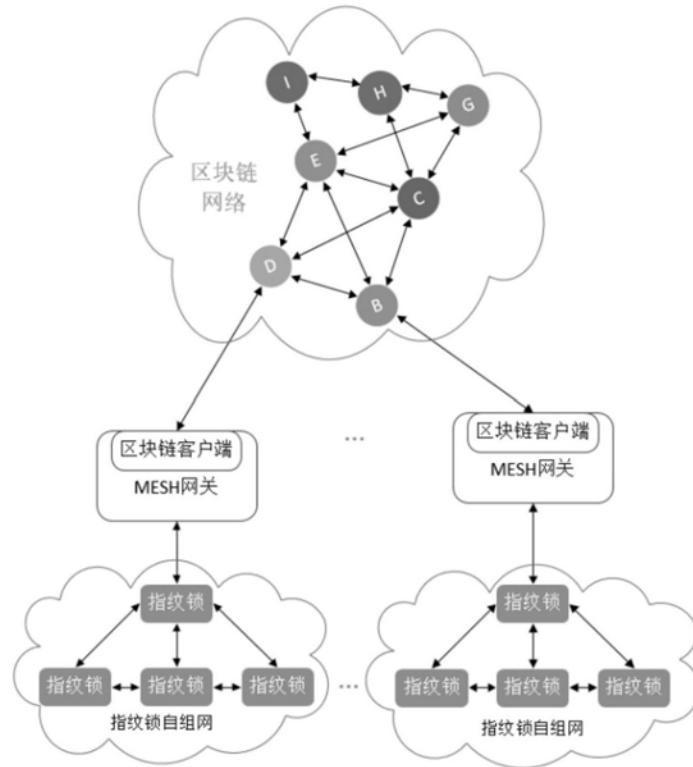 I
H
G
E
区块链
网络
C
D
B
区块链客户端
MESH网关
...
区块链客户端
MESH网关
指纹锁
指纹锁 指纹锁 指纹锁
指纹锁自组网
...
指纹锁
指纹锁 指纹锁 指纹锁
指纹锁自组网